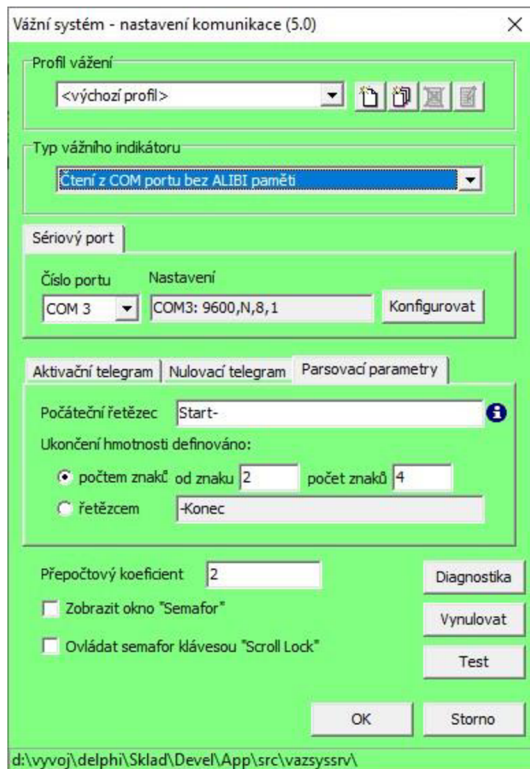 Vážní systém - nastavení komunikace (5.0)
Profil vážení
<výchozí profil>
Typ vážního indikátoru
Čtení z COM portu bez ALIBI paměti
Sériový port
Číslo portu Nastavení
COM 3 COM3: 9600,N,8,1 Konfigurovat
Aktivační telegram Nulovací telegram Parsovací parametry
Počáteční řetězec Start-
Ukončení hmotnosti definováno:
počtem znaků od znaku 2 počet znaků 4
řetězcem -Konec
Přepočtový koeficient 2 Diagnostika
Zobrazit okno "Semafor"
Vynulovat
Ovládat semafor klávesou "Scroll Lock"
Test
OK Storno
d:\vyvoj\delphi\Sklad\Devel\App\src\vazsyssrv\